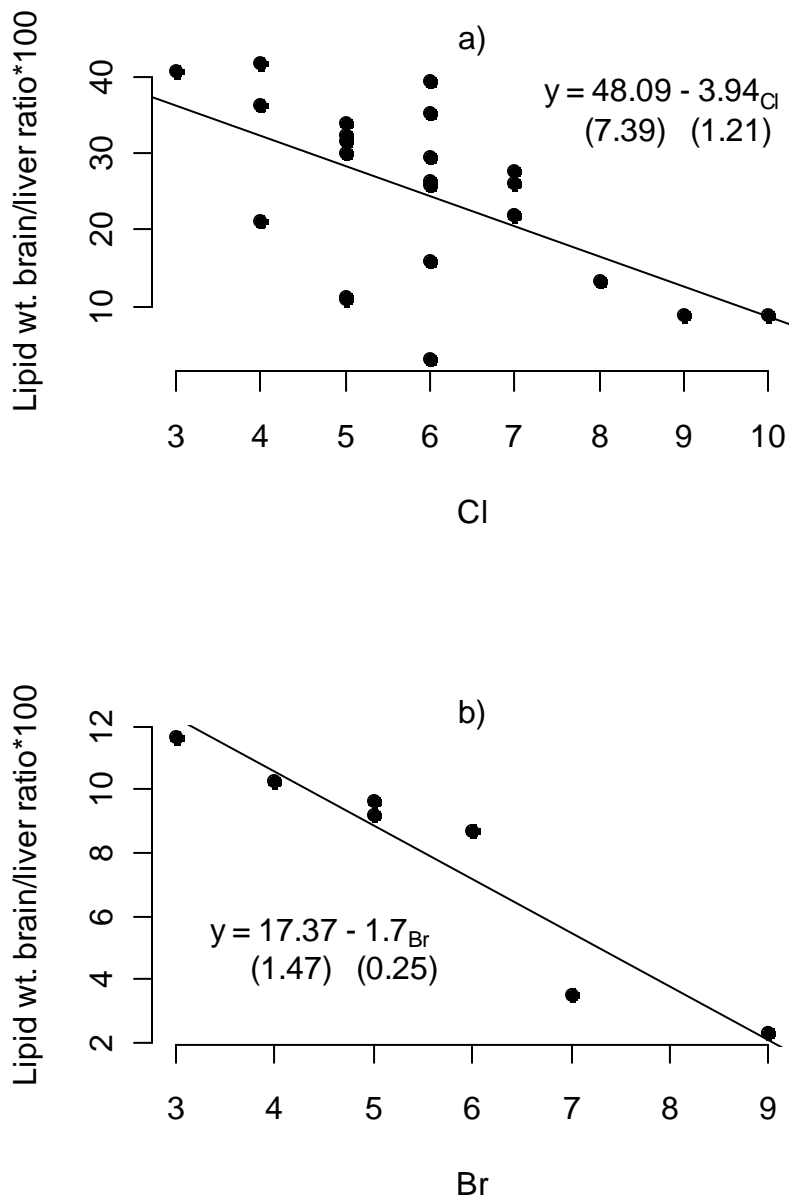 a)
Lipid wt. brain/liver ratio*100
40
30
20
10
y = 48.09 - 3.94Cl
(7.39) (1.21)
3 4 5 6 7 8 9 10
Cl
b)
Lipid wt. brain/liver ratio*100
12
10
8
6
4
2
y = 17.37 - 1.7Br
(1.47) (0.25)
3 4 5 6 7 8 9
Br